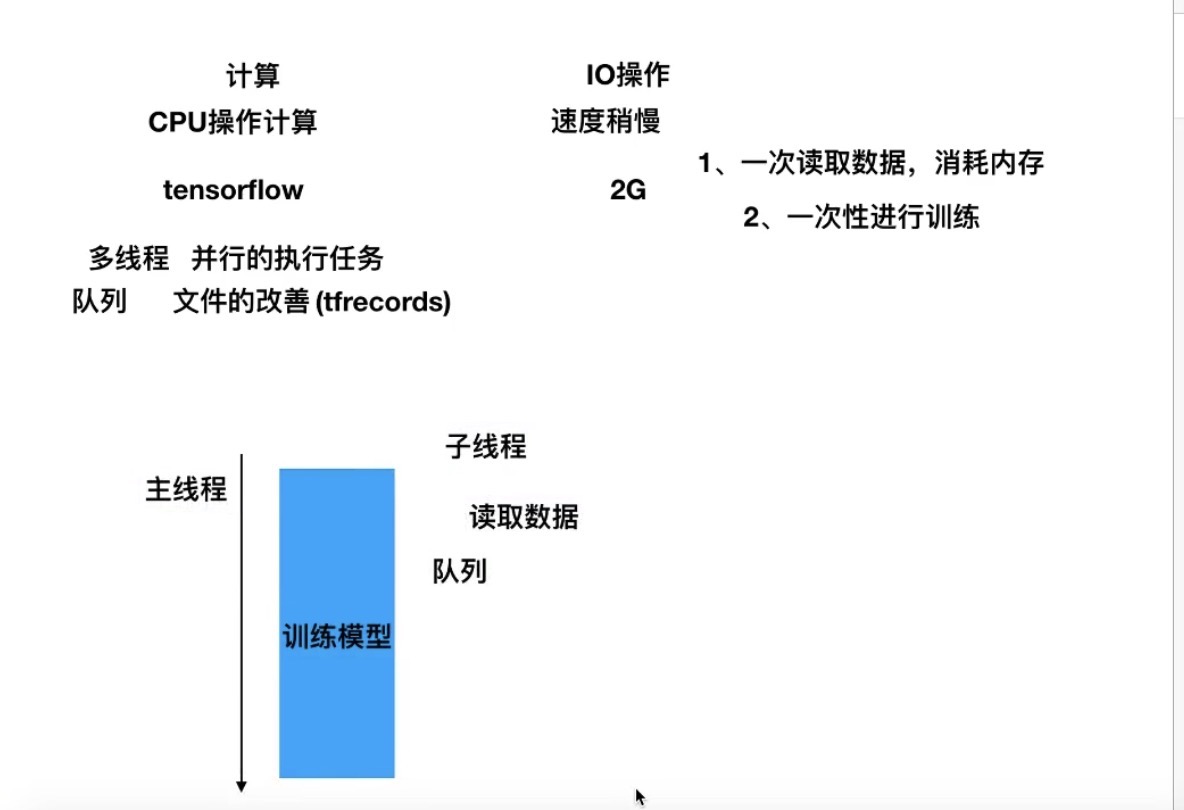 计算
IO操作
CPU操作计算
速度稍慢
1、一次读取数据，消耗内存
tensorflow
2G
2、一次性进行训练
多线程 并行的执行任务
队列 文件的改善 (tfrecords)
子线程
主线程
读取数据
队列
训练模型